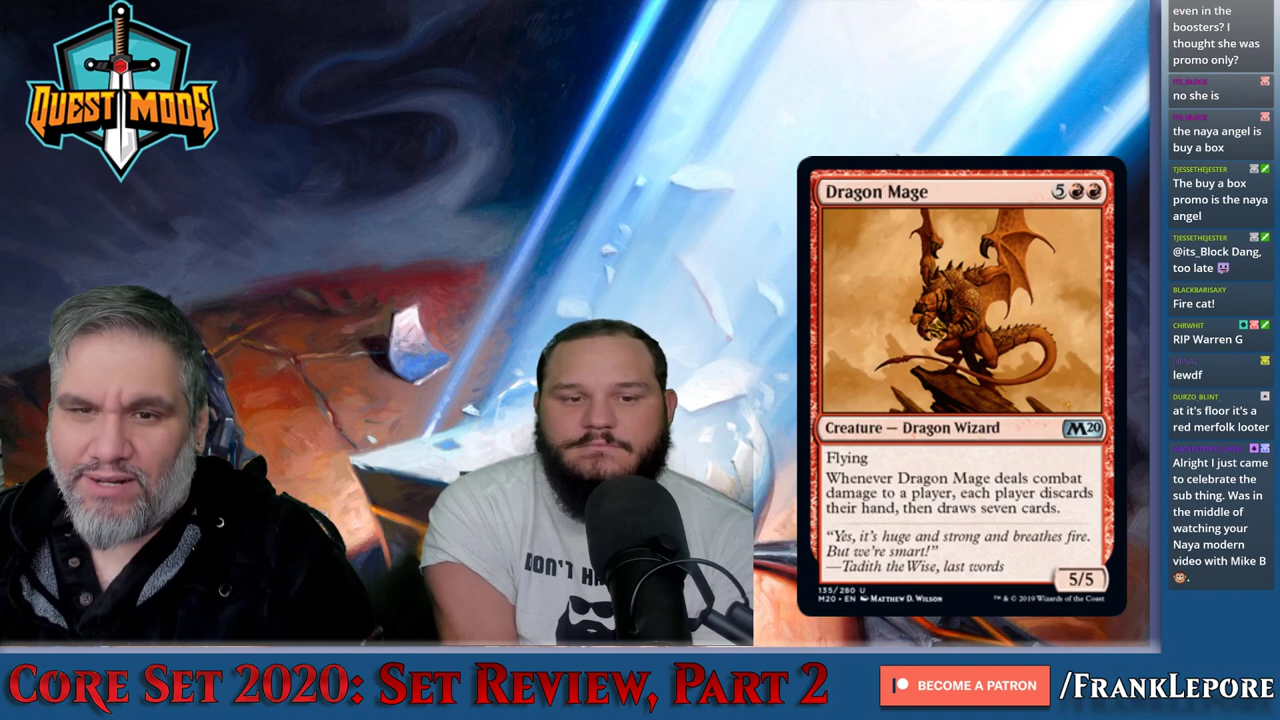 QUEST MODE
Dragon Mage 5
Creature — Dragon Wizard M20
Flying
Whenever Dragon Mage deals combat
damage to a player, each player discards
their hand, then draws seven cards.
“Yes, it's huge and strong and breathes fire.
But we're smart!”
—Tadith the Wise, last words
5/5
135/280 U
M20 • EN MATTHEW D. WILSON
™ & © 2019 Wizards of the Coast
DON'T
even in the
boosters? I
thought she was
promo only?
no she is
the naya angel is
buy a box
TJESSETHEJESTER
The buy a box
promo is the naya
angel
TJESSETHEJESTER
@its_Block Dang,
too late
BLACKBARISAXY
Fire cat!
CHRWHIT
RIP Warren G
lewdf
DURZO_BLINT_
at it's floor it's a
red merfolk looter
Alright I just came
to celebrate the
sub thing. Was in
the middle of
watching your
Naya modern
video with Mike B
.
CORE SET 2020: SET REVIEW, PART 2
BECOME A PATRON
/FRANKLEPORE